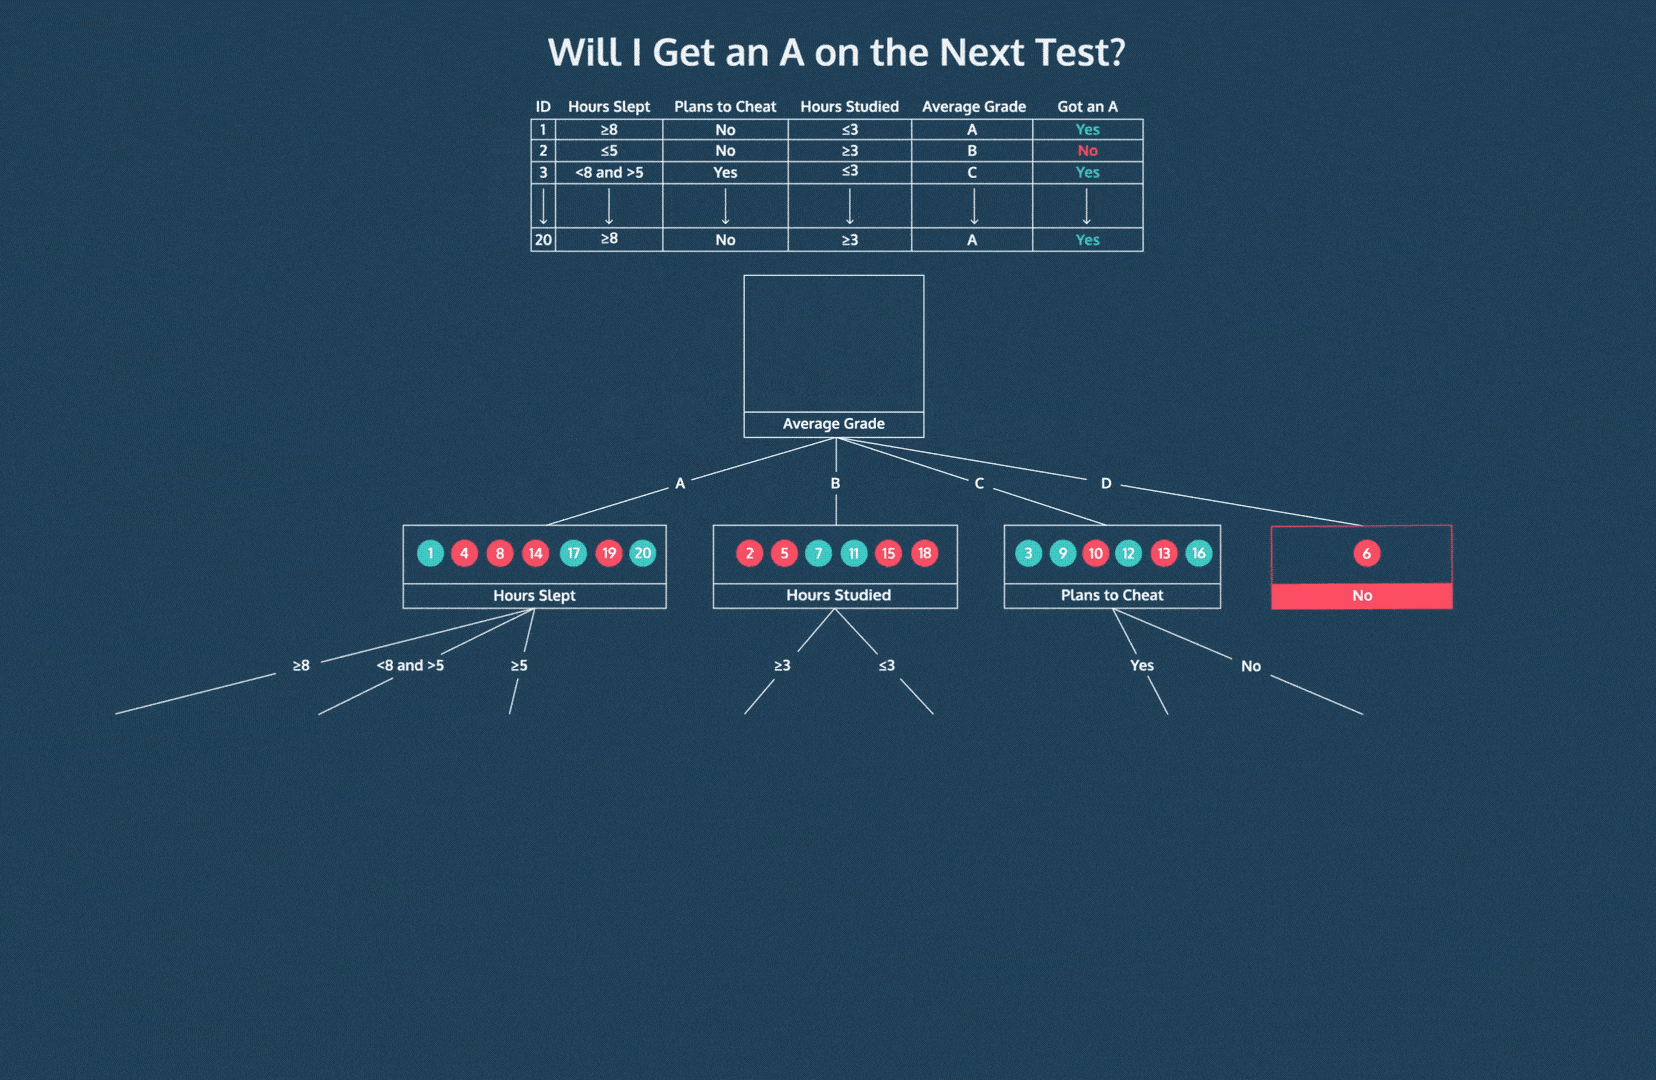 Will I Get an A on the Next Test?
ID Hours Slept Plans to Cheat Hours Studied Average Grade Got an A
1 ≥8 No ≤3 A Yes
2 ≤5 No ≥3 B No
3 <8 and >5 Yes ≤3 C Yes
20 ≥8 No ≥3 A Yes
Average Grade
A B C D
1 4 8 14 17 19 20 2 5 7 11 15 18 3 9 10 12 13 16 6
Hours Slept Hours Studied Plans to Cheat No
≥8 <8 and >5 ≥5 ≥3 ≤3 Yes No